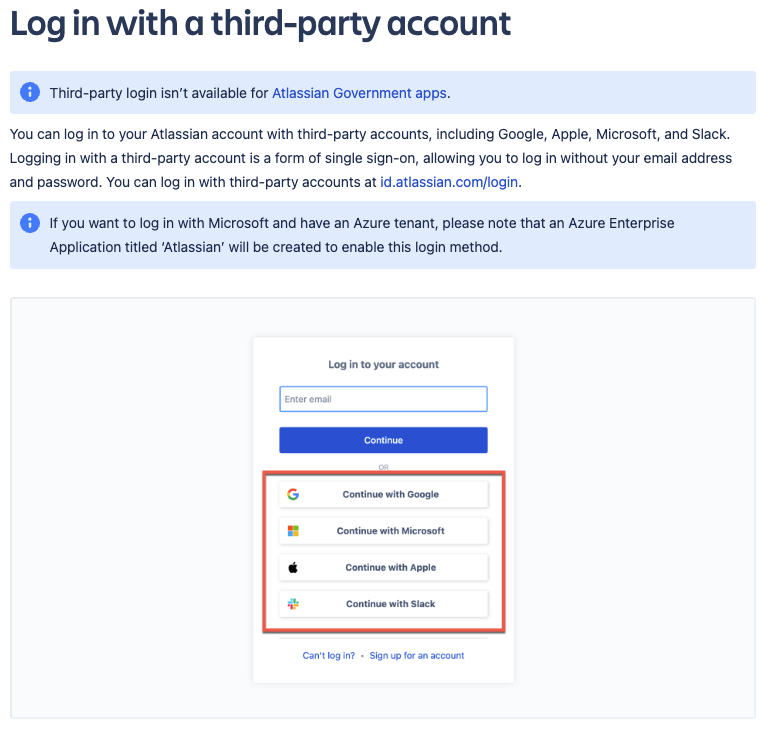 Log in with a third-party account
Third-party login isn’t available for Atlassian Government apps.
You can log in to your Atlassian account with third-party accounts, including Google, Apple, Microsoft, and Slack.
Logging in with a third-party account is a form of single sign-on, allowing you to log in without your email address
and password. You can log in with third-party accounts at id.atlassian.com/login.
If you want to log in with Microsoft and have an Azure tenant, please note that an Azure Enterprise
Application titled ‘Atlassian’ will be created to enable this login method.
Log in to your account
Enter email
Continue
OR
Continue with Google
Continue with Microsoft
Continue with Apple
Continue with Slack
Can't log in? • Sign up for an account